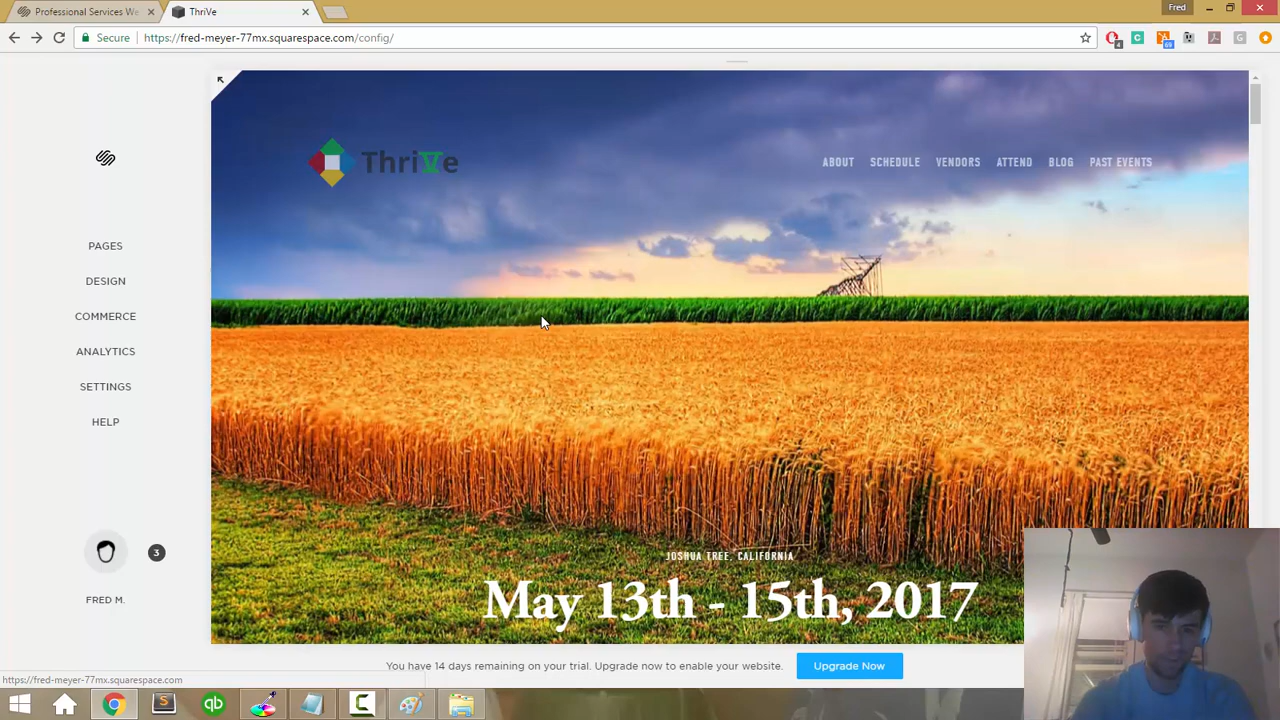 Professional Services We
ThriVe
Fred
Secure
https://fred-meyer-77mx.squarespace.com/config/
4
69
ThriVe
ABOUT SCHEDULE VENDORS ATTEND BLOG PAST EVENTS
PAGES
DESIGN
COMMERCE
ANALYTICS
SETTINGS
HELP
3
FRED M.
JOSHUA TREE, CALIFORNIA
May 13th - 15th, 2017
You have 14 days remaining on your trial. Upgrade now to enable your website.
Upgrade Now
https://fred-meyer-77mx.squarespace.com